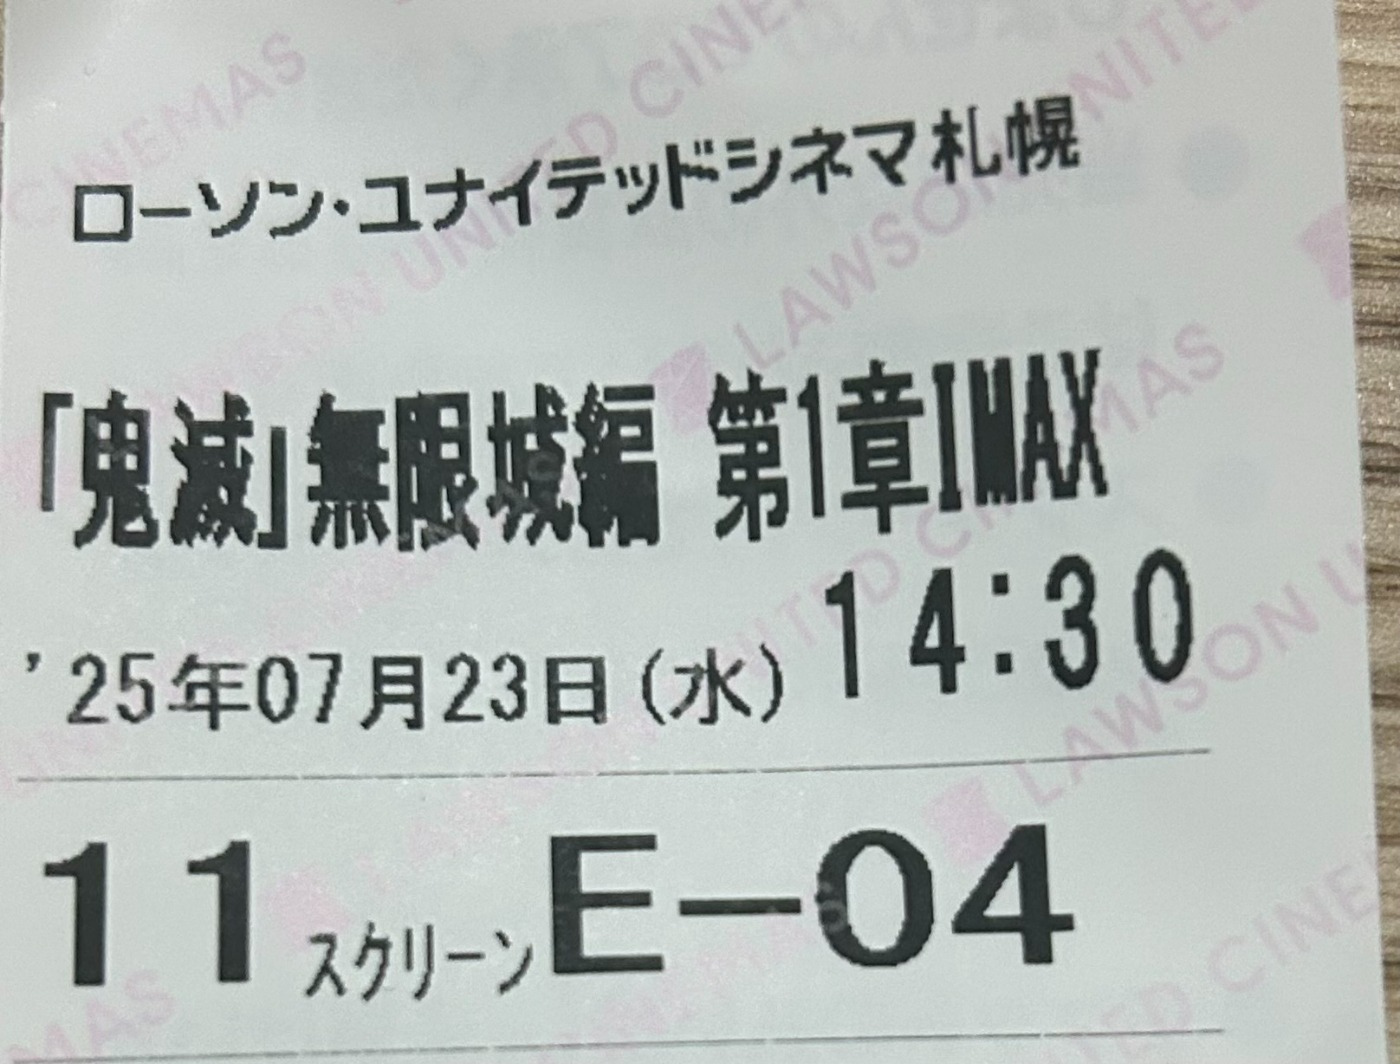 ローソン・ユナイテッドシネマ札幌
「鬼滅」無限城編 第1章IMAX
'25年07月23日(水) 14:30
11スクリーン E-04